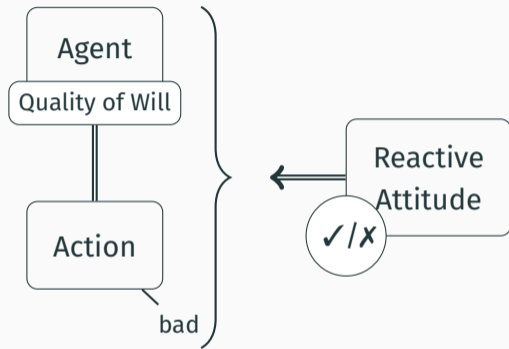 Agent
Quality of Will
Action
bad
Reactive
Attitude
✓/✗